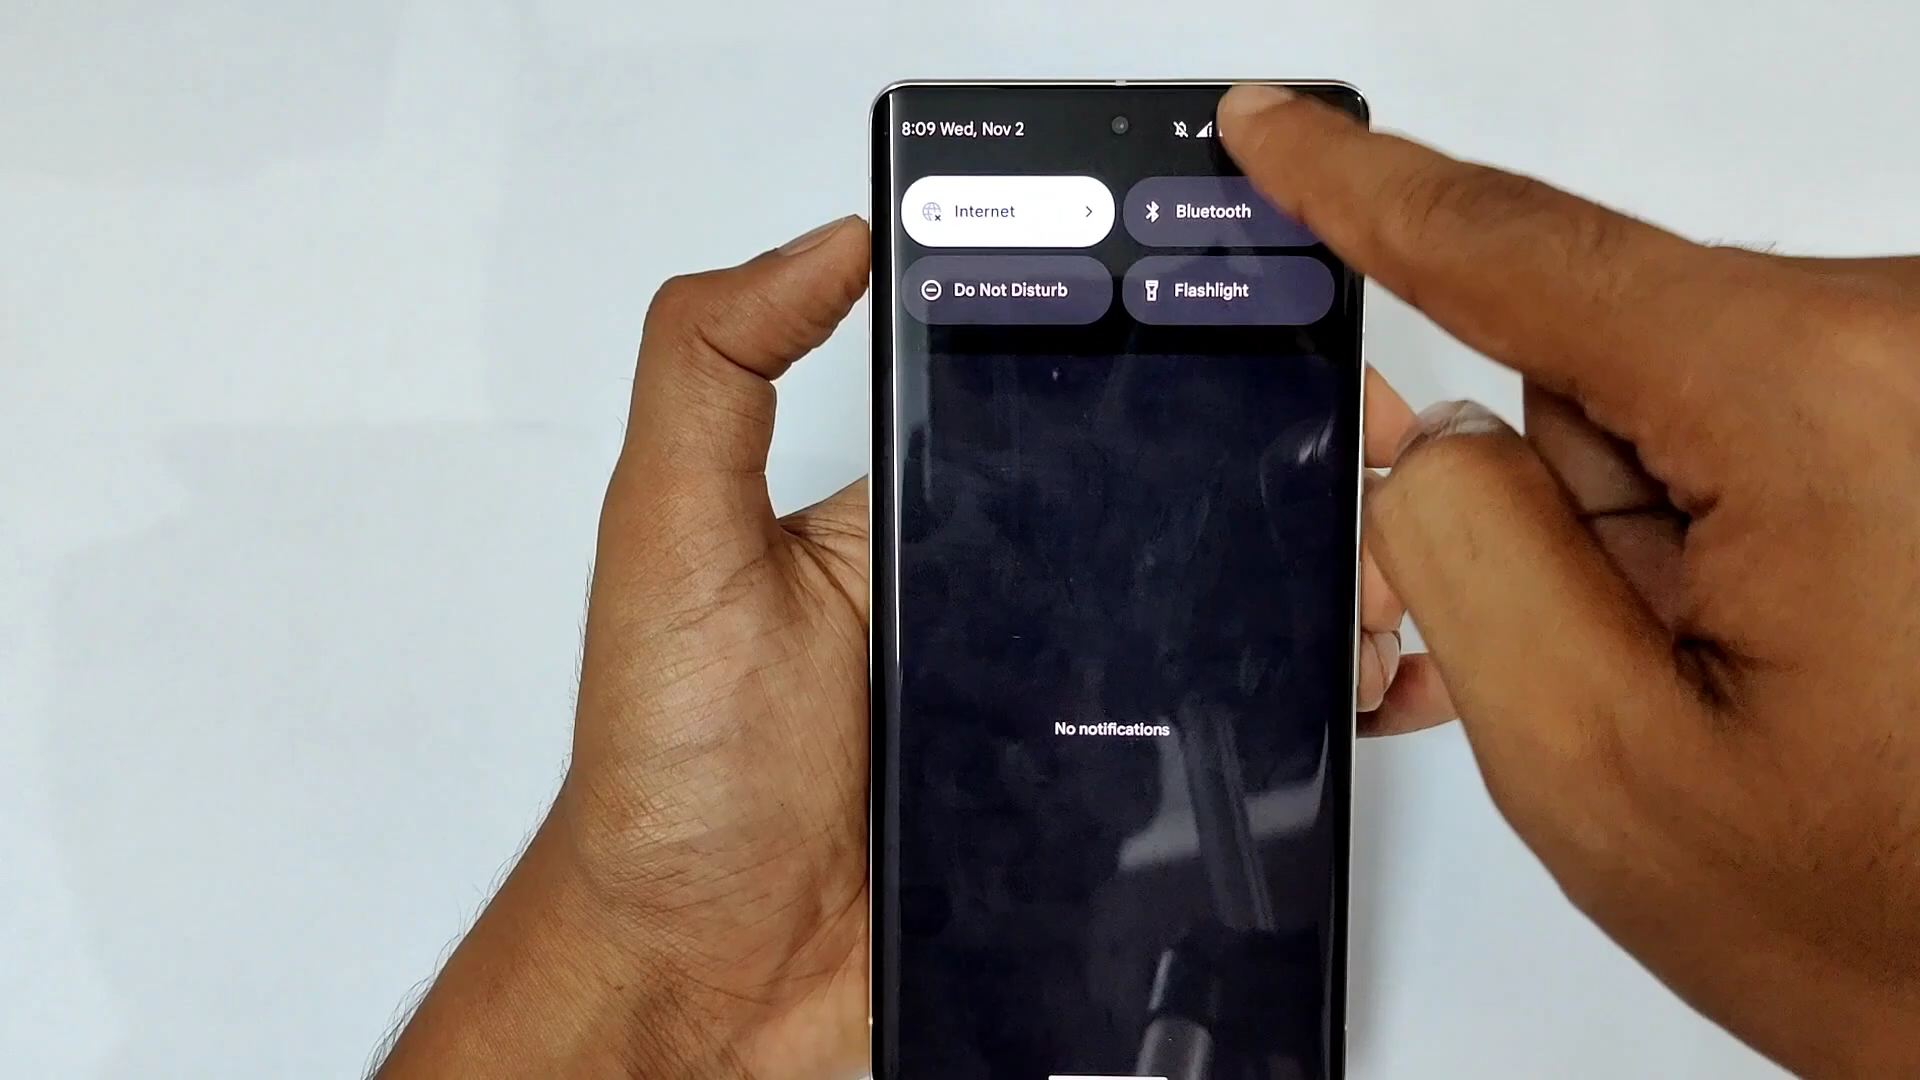 8:09 Wed, Nov 2
Internet
Bluetooth
Do Not Disturb
Flashlight
No notifications